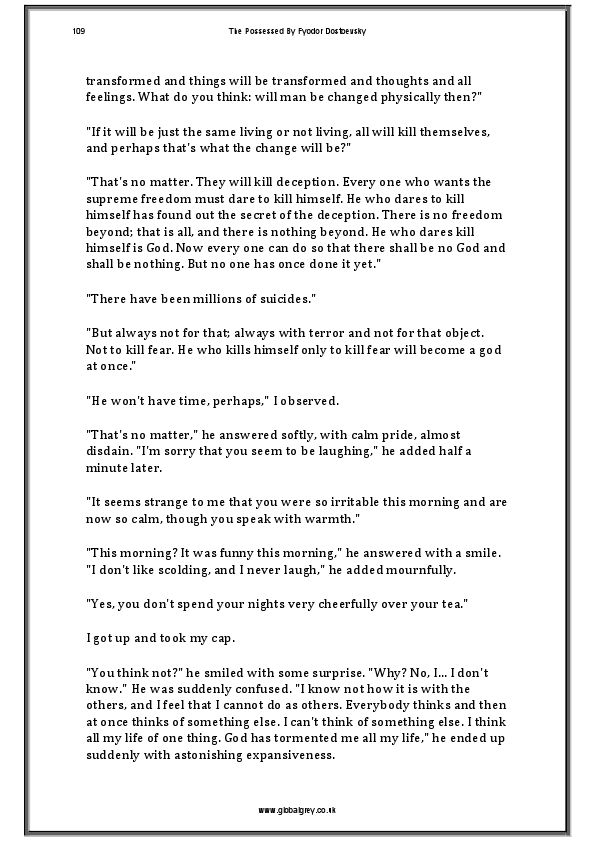 109
The Possessed By Fyodor Dostoevsky
transformed and things will be transformed and thoughts and all
feelings. What do you think: will man be changed physically then?"
"If it will be just the same living or not living, all will kill themselves,
and perhaps that's what the change will be?"
"That's no matter. They will kill deception. Every one who wants the
supreme freedom must dare to kill himself. He who dares to kill
himself has found out the secret of the deception. There is no freedom
beyond; that is all, and there is nothing beyond. He who dares kill
himself is God. Now every one can do so that there shall be no God and
shall be nothing. But no one has once done it yet."
"There have been millions of suicides."
"But always not for that; always with terror and not for that object.
Not to kill fear. He who kills himself only to kill fear will become a god
at once."
"He won't have time, perhaps," I observed.
"That's no matter," he answered softly, with calm pride, almost
disdain. "I'm sorry that you seem to be laughing," he added half a
minute later.
"It seems strange to me that you were so irritable this morning and are
now so calm, though you speak with warmth."
"This morning? It was funny this morning," he answered with a smile.
"I don't like scolding, and I never laugh," he added mournfully.
"Yes, you don't spend your nights very cheerfully over your tea."
I got up and took my cap.
"You think not?" he smiled with some surprise. "Why? No, I... I don't
know." He was suddenly confused. "I know not how it is with the
others, and I feel that I cannot do as others. Everybody thinks and then
at once thinks of something else. I can't think of something else. I think
all my life of one thing. God has tormented me all my life," he ended up
suddenly with astonishing expansiveness.
www.globalgrey.co.uk